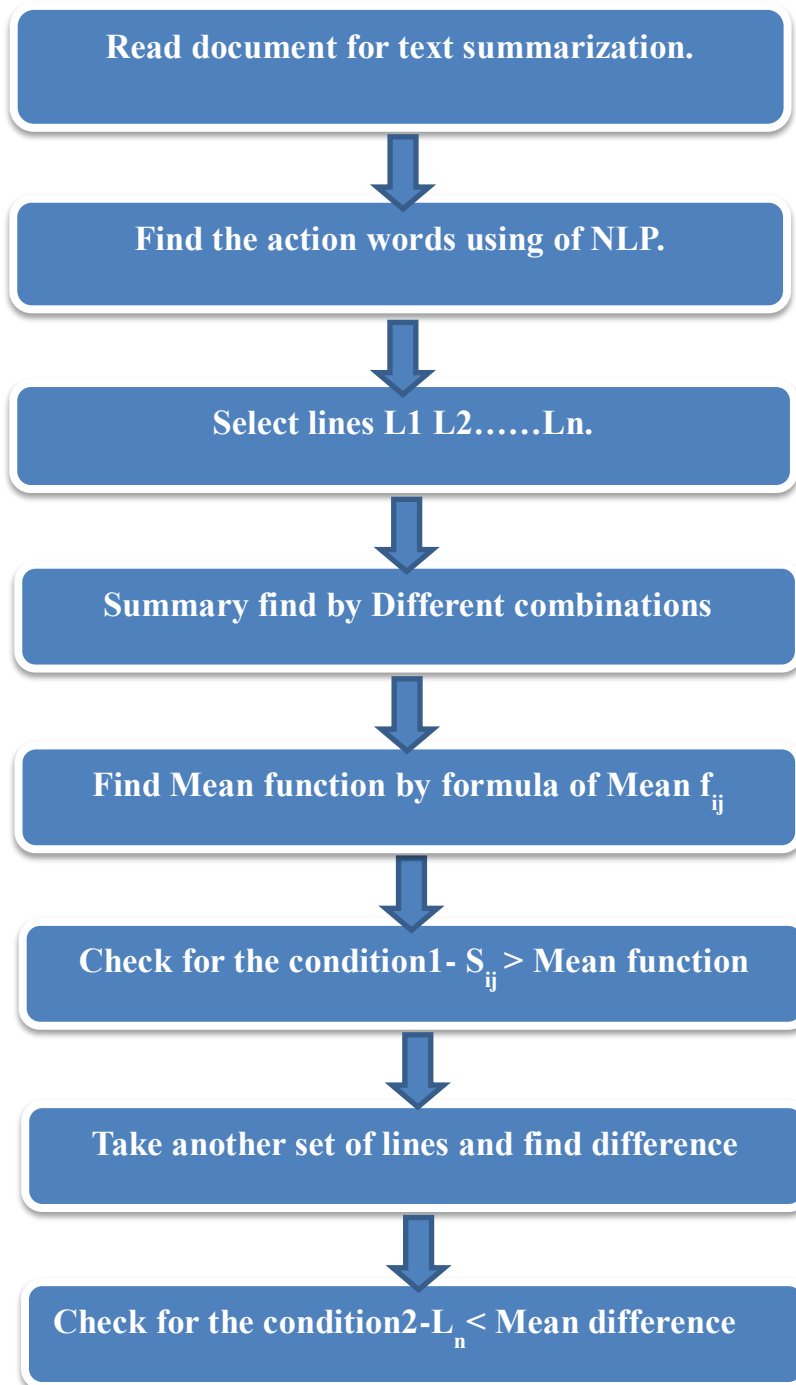 Read document for text summarization.
Find the action words using of NLP.
Select lines L1 L2……Ln.
Summary find by Different combinations
Find Mean function by formula of Mean fij
Check for the condition1- Sij > Mean function
Take another set of lines and find difference
Check for the condition2-Ln< Mean difference